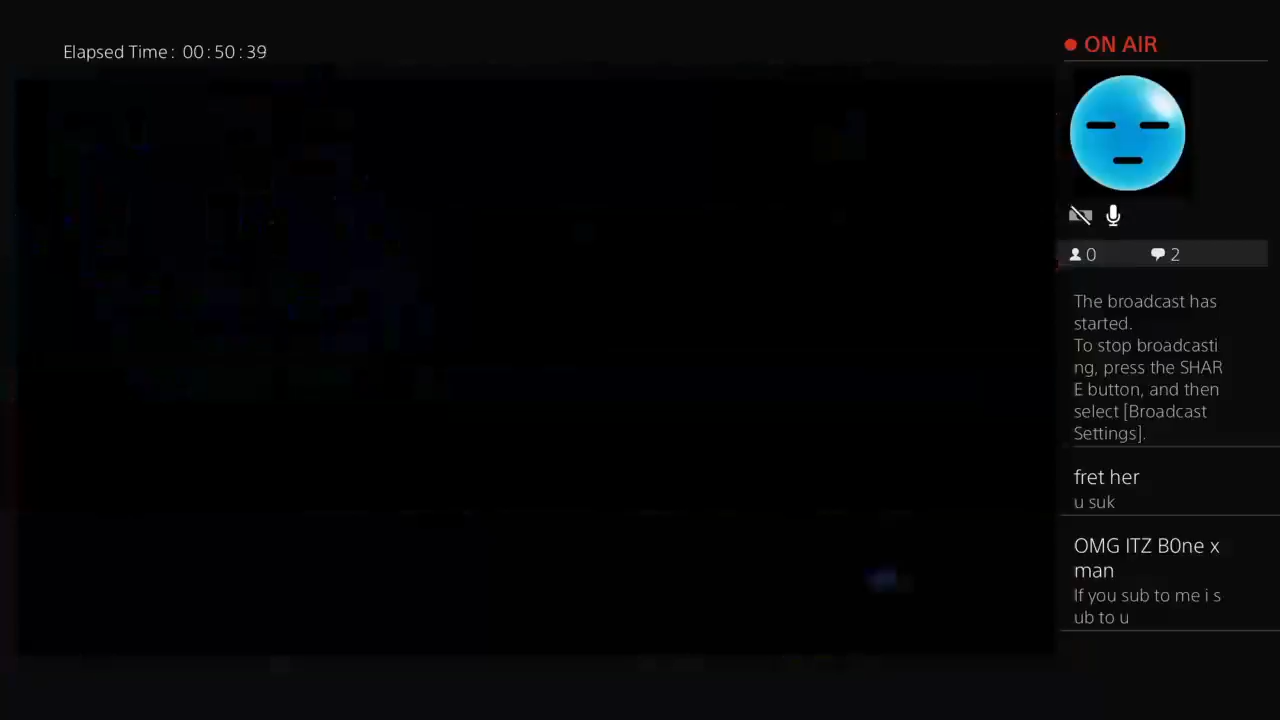 Elapsed Time: 00:50:39
ON AIR
0 2
The broadcast has
started.
To stop broadcasti
ng, press the SHAR
E button, and then
select [Broadcast
Settings].
fret her
u suk
OMG ITZ B0ne x
man
If you sub to me i s
ub to u